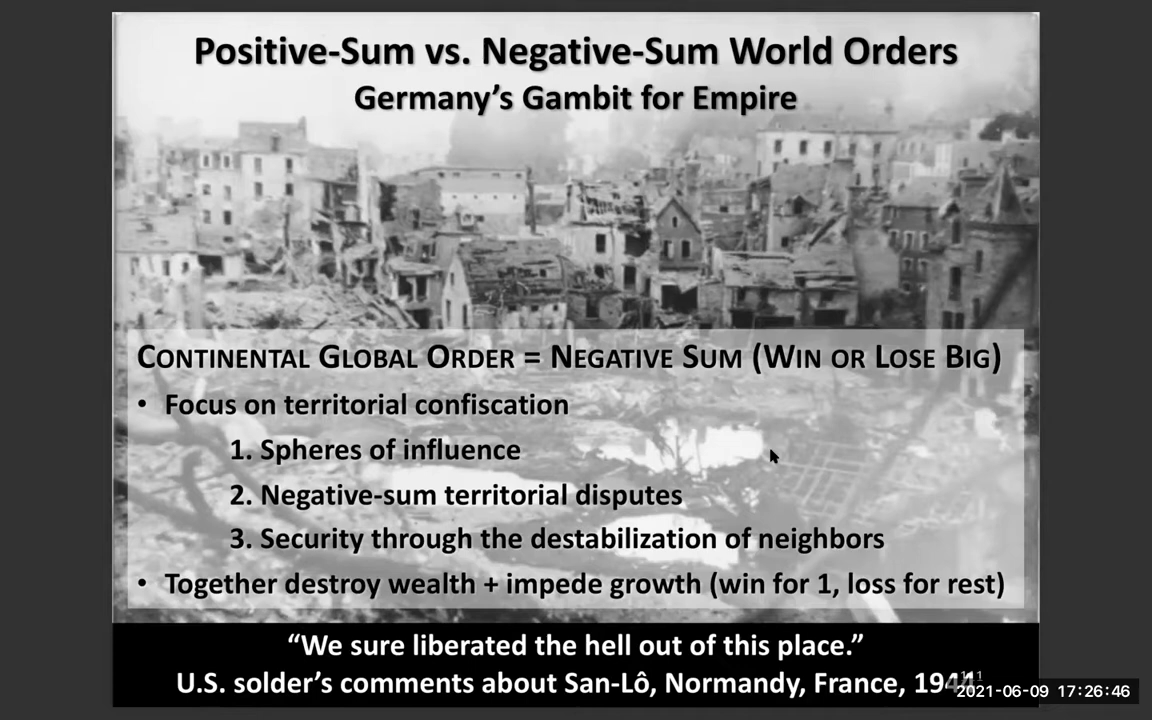 Positive-Sum vs. Negative-Sum World Orders
Germany's Gambit for Empire
CONTINENTAL GLOBAL ORDER = NEGATIVE SUM (WIN OR LOSE BIG)
• Focus on territorial confiscation
1. Spheres of influence
2. Negative-sum territorial disputes
3. Security through the destabilization of neighbors
• Together destroy wealth + impede growth (win for 1, loss for rest)
“We sure liberated the hell out of this place.”
U.S. solder's comments about San-Lô, Normandy, France, 1944
2021-06-09 17:26:46